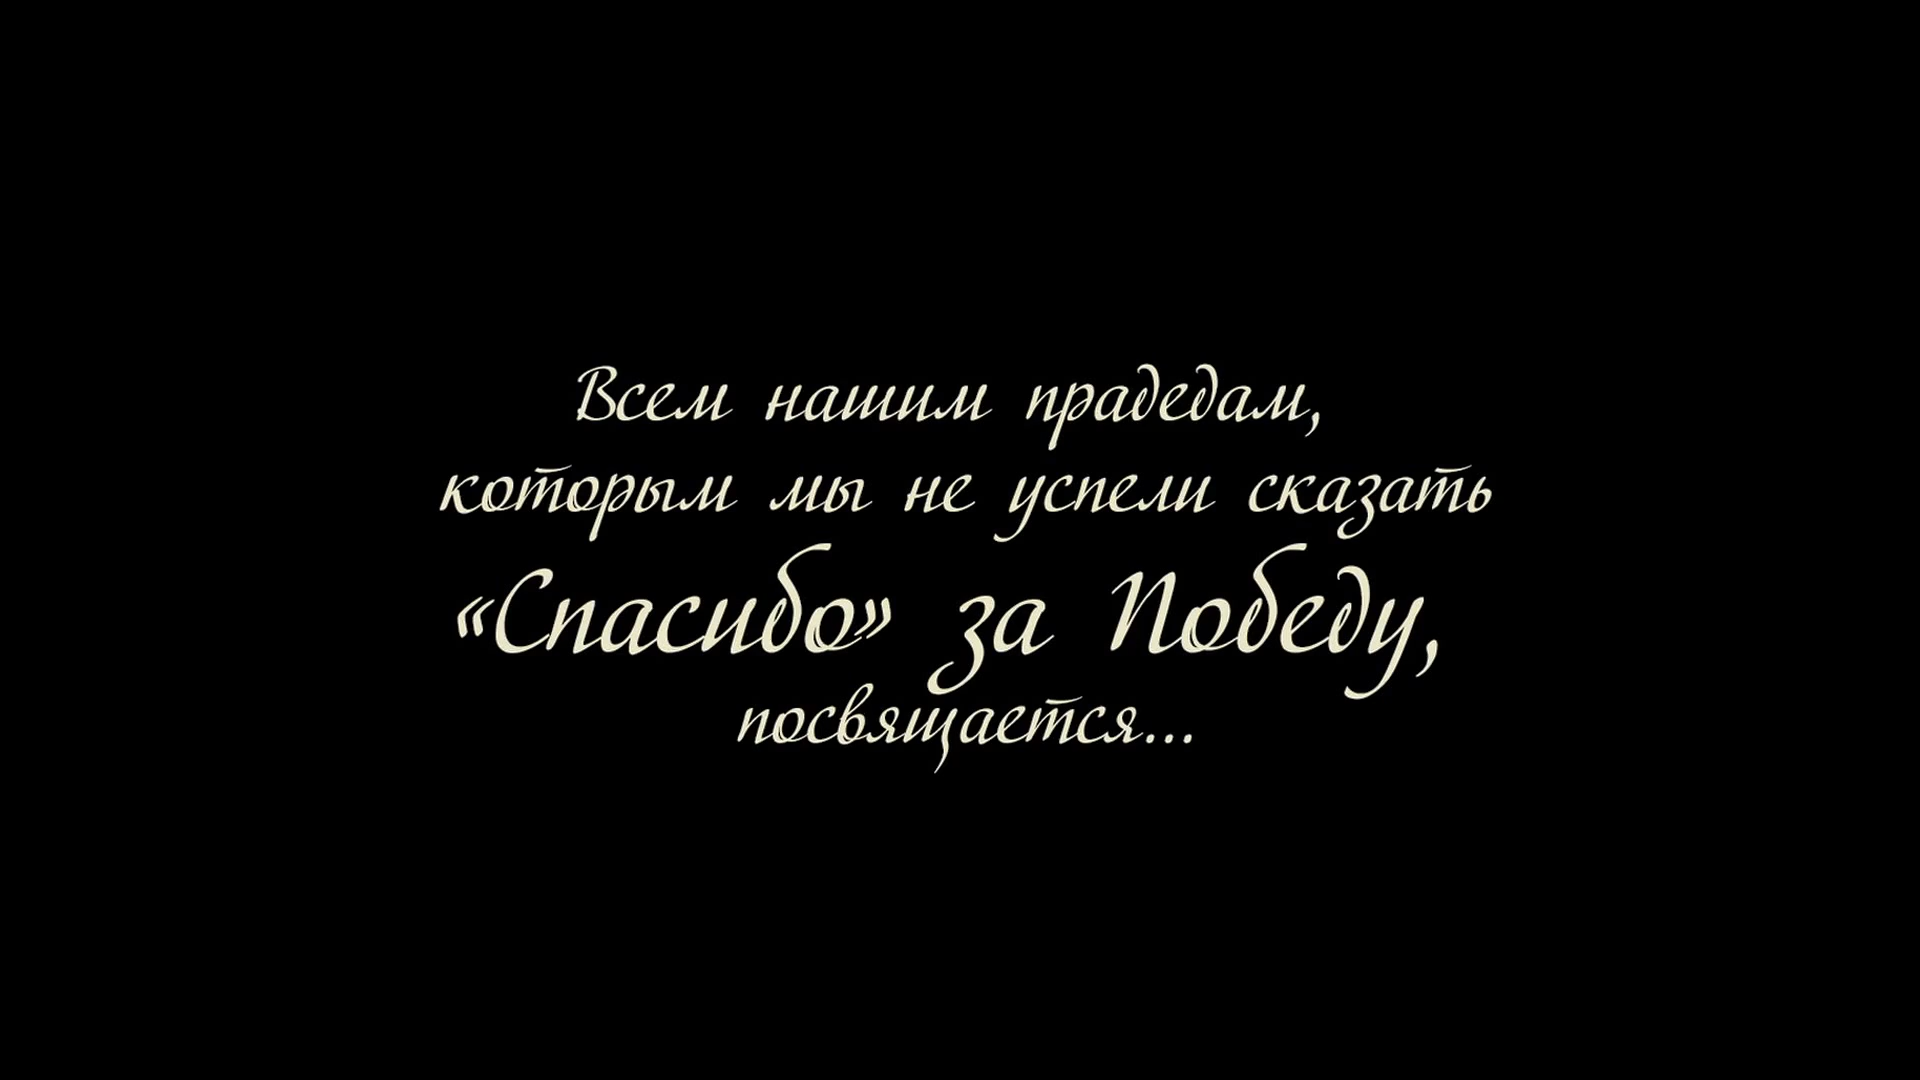 Всем нашим прадедам,
которым мы не успели сказать
«Спасибо» за Победу,
посвящается...